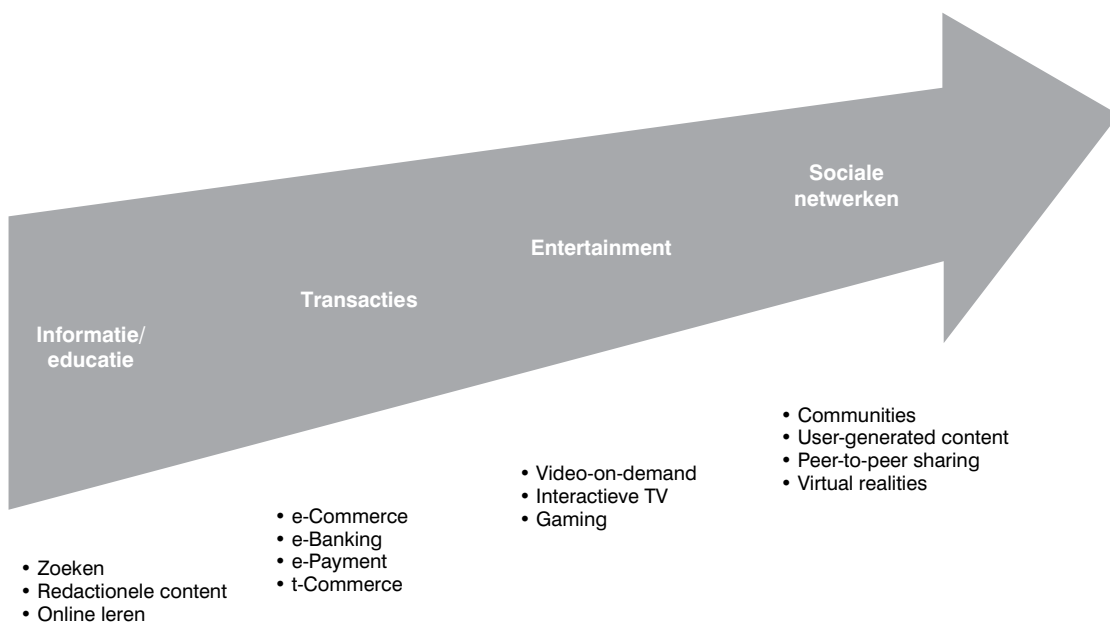 Informatie/
educatie
Transacties
Entertainment
Sociale
netwerken
• Zoeken
• Redactionele content
• Online leren
• e-Commerce
• e-Banking
• e-Payment
• t-Commerce
• Video-on-demand
• Interactieve TV
• Gaming
• Communities
• User-generated content
• Peer-to-peer sharing
• Virtual realities